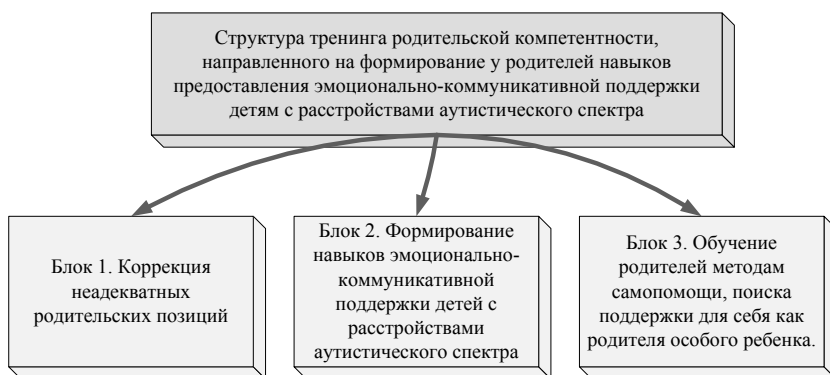 Структура тренинга родительской компетентности,
направленного на формирование у родителей навыков
предоставления эмоционально-коммуникативной поддержки
детям с расстройствами аутистического спектра
Блок 1. Коррекция
неадекватных
родительских позиций
Блок 2. Формирование
навыков эмоционально-
коммуникативной
поддержки детей с
расстройствами
аутистического спектра
Блок 3. Обучение
родителей методам
самопомощи, поиска
поддержки для себя как
родителя особого ребенка.